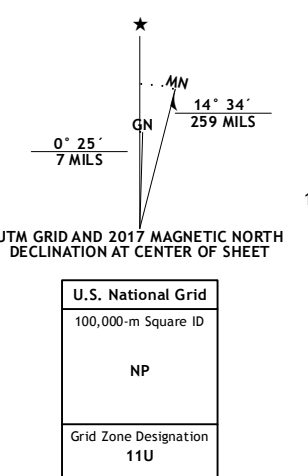 ★
MN
GN
14° 34´
259 MILS
0° 25´
7 MILS
UTM GRID AND 2017 MAGNETIC NORTH
DECLINATION AT CENTER OF SHEET
U.S. National Grid
100,000-m Square ID
NP
Grid Zone Designation
11U